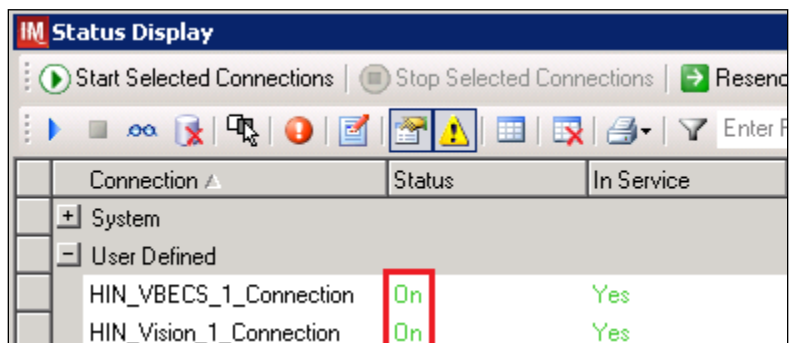 IM Status Display
Start Selected Connections Stop Selected Connections Resend
Enter
Connection Status In Service
System
User Defined
HIN_VBECS_1_Connection On Yes
HIN_Vision_1_Connection On Yes